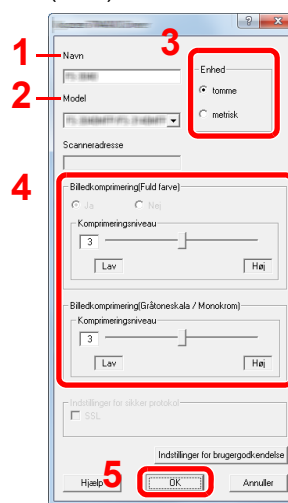 1
Navn
3
Enhed
tomme
2
Model
metrisk
Scanneradresse
4
Billedkomprimering(Fuld farve)
Ja
Nej
Komprimeringsniveau
3
Lav
Høj
Billedkomprimering(Gråtoneskala / Monokrom)
Komprimeringsniveau
3
Lav
Høj
Indstillinger for sikker protokol
SSL
Indstillinger for brugergodkendelse
5
Hjælp
OK
Annuller